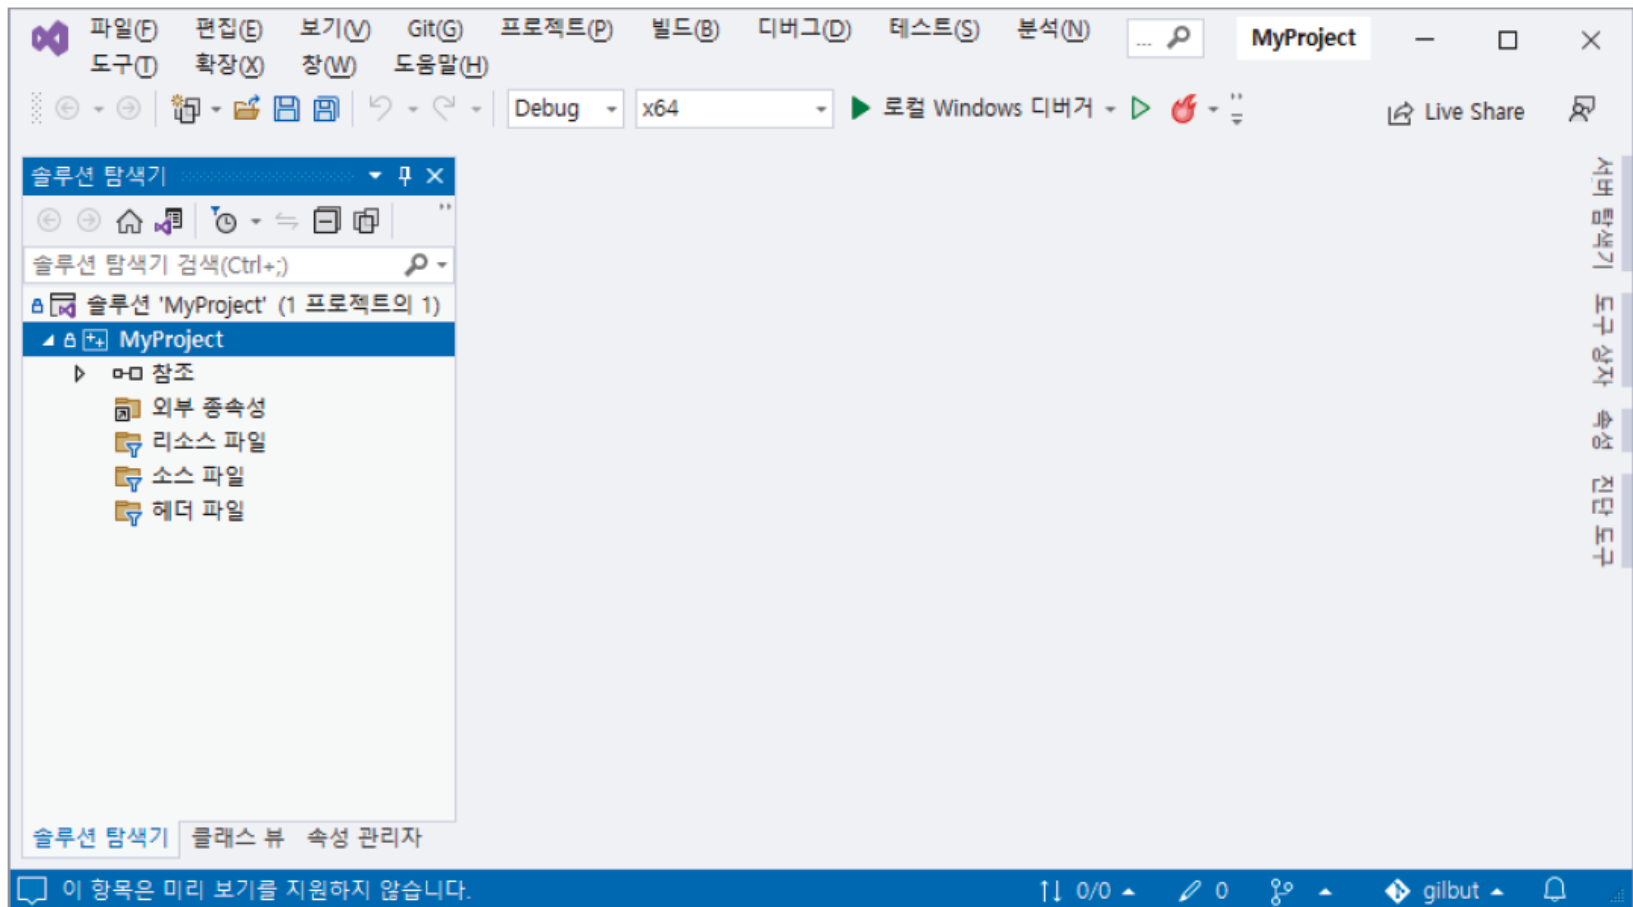 파일(F) 편집(E) 보기(V) Git(G) 프로젝트(P) 빌드(B) 디버그(D) 테스트(S) 분석(N) ... MyProject
도구(T) 확장(X) 창(W) 도움말(H)
Debug x64 로컬 Windows 디버거 Live Share
솔루션 탐색기
솔루션 탐색기 검색(Ctrl+;)
솔루션 'MyProject' (1 프로젝트의 1)
MyProject
참조
외부 종속성
리소스 파일
소스 파일
헤더 파일
솔루션 탐색기 클래스 뷰 속성 관리자
서버 탐색기
도구 상자
속성
진단 도구
이 항목은 미리 보기를 지원하지 않습니다. 0/0 0 gilbut